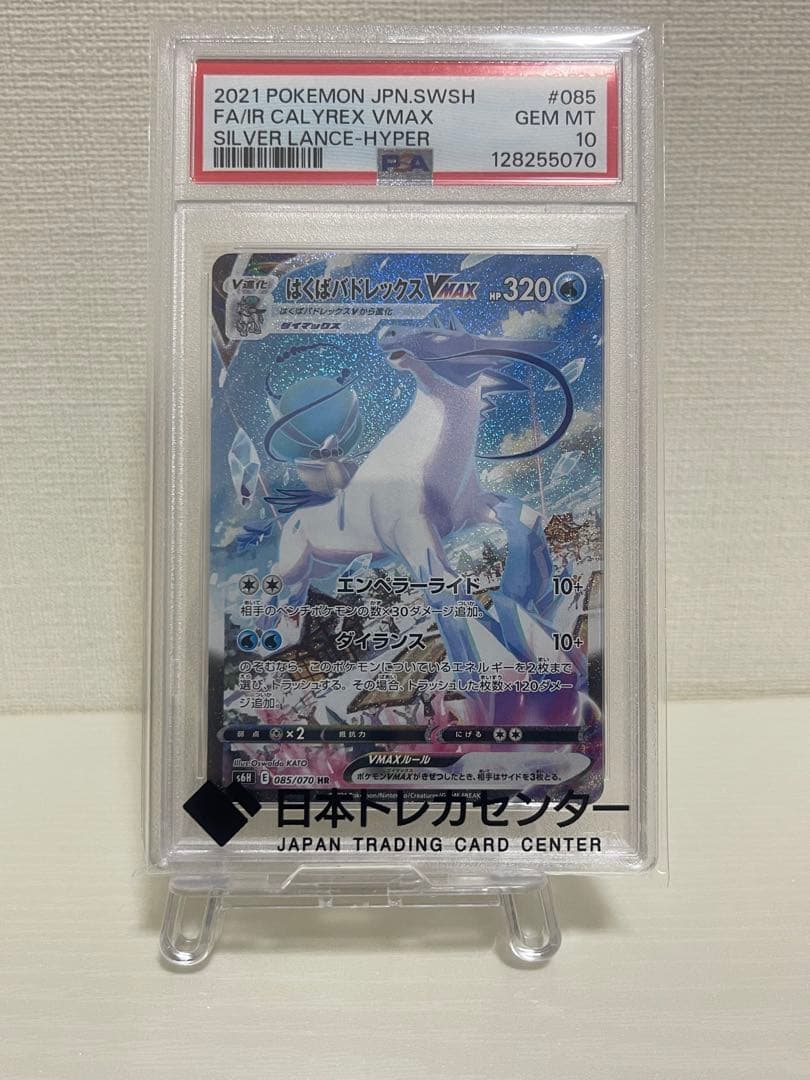 2021 POKEMON JPN.SWSH #085
FA/IR CALYREX VMAX GEM MT
SILVER LANCE-HYPER 10
PSA 128255070
V進化 はくばバドレックスVMAX HP320
はくばバドレックスVから進化
ダイマックス
エンペラーライド 10+
相手のベンチポケモンの数×30ダメージ追加。
ダイランス 10+
のぞむなら、このポケモンについているエネルギーを2枚まで
選び、トラッシュする。その場合、トラッシュした枚数×120ダメー
ジ追加。
弱点 ×2 抵抗力 にげる
Illus. Oswaldo KATO
VMAXルール
ポケモンVMAXがきぜつしたとき、相手はサイドを3枚とる。
s6H E 085/070 HR
日本トレカセンター
JAPAN TRADING CARD CENTER